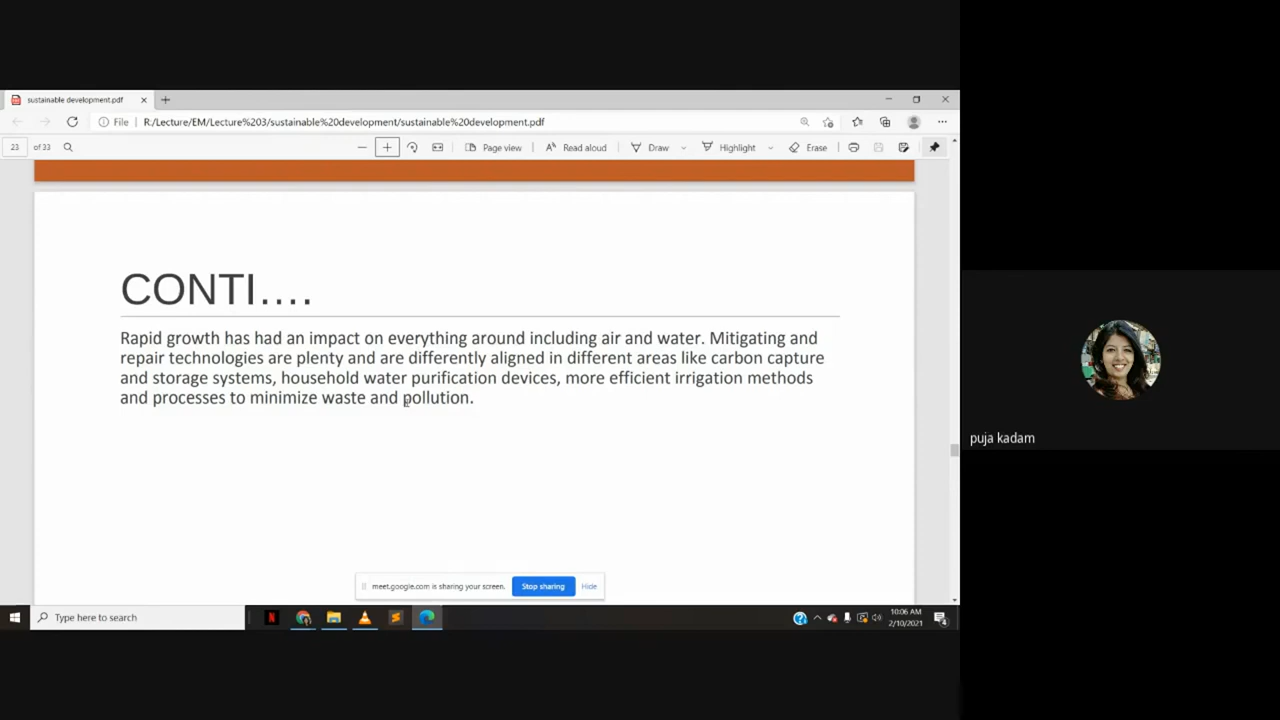 sustainable development.pdf
File R:/Lecture/EM/Lecture%203/sustainable%20development/sustainable%20development.pdf
23 of 33 Page view Read aloud Draw Highlight Erase
CONTI....
Rapid growth has had an impact on everything around including air and water. Mitigating and
repair technologies are plenty and are differently aligned in different areas like carbon capture
and storage systems, household water purification devices, more efficient irrigation methods
and processes to minimize waste and pollution.
puja kadam
meet.google.com is sharing your screen. Stop sharing Hide
Type here to search
10:06 AM
2/10/2021
4